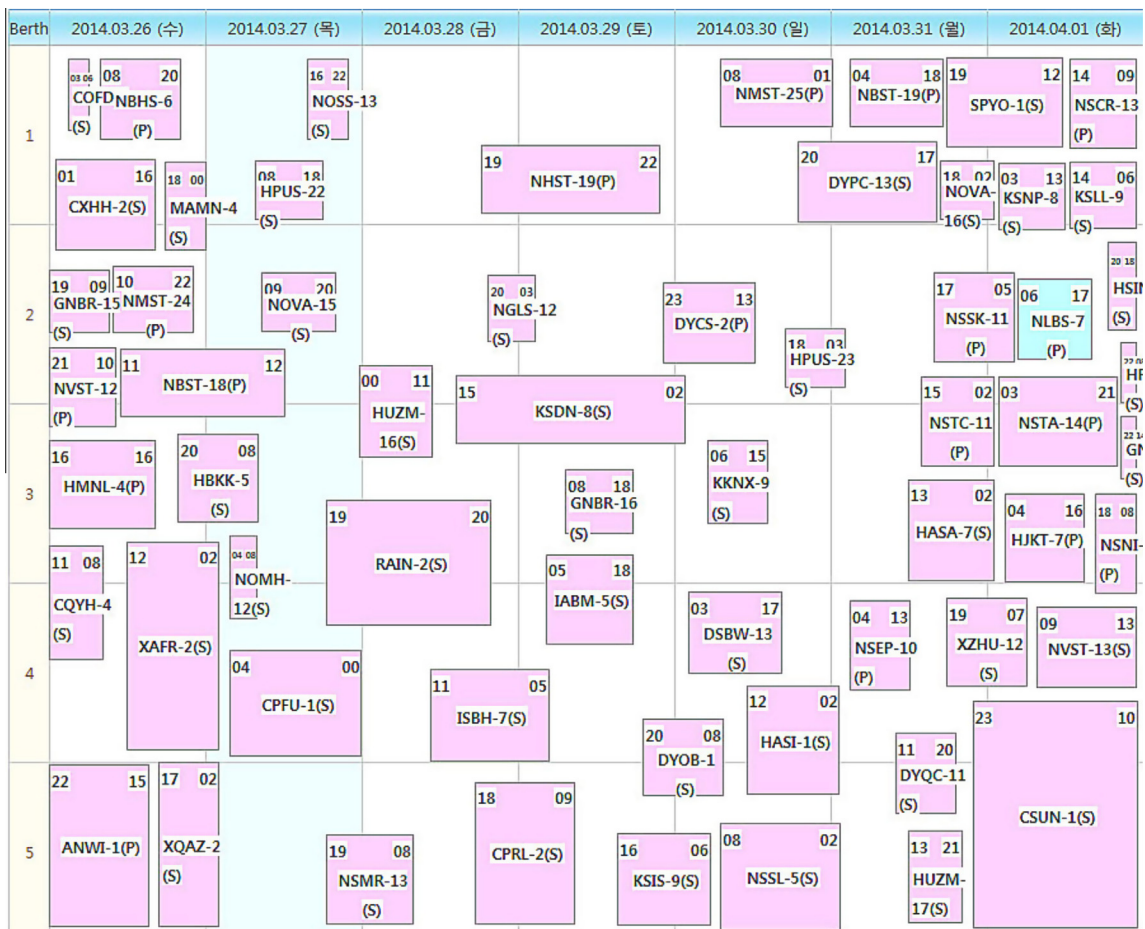 Berth 2014.03.26 (수) 2014.03.27 (목) 2014.03.28 (금) 2014.03.29 (토) 2014.03.30 (일) 2014.03.31 (월) 2014.04.01 (화)
1
03 06
COFD
(S)
08 20
NBHS-6
(P)
16 22
NOSS-13
(S)
08 01
NMST-25(P)
04 18
NBST-19(P)
19 12
SPYO-1(S)
14 09
NSCR-13
(P)
01 16
CXHH-2(S)
18 00
MAMN-4
(S)
08 18
HPUS-22
(S)
19 22
NHST-19(P)
20 17
DYPC-13(S)
18 02
NOVA-
16(S)
03 13
KSNP-8
(S)
14 06
KSLL-9
(S)
2
19 09
GNBR-15
(S)
10 22
NMST-24
(P)
09 20
NOVA-15
(S)
20 03
NGLS-12
(S)
23 13
DYCS-2(P)
18 03
HPUS-23
(S)
17 05
NSSK-11
(P)
06 17
NLBS-7
(P)
20 18
HSIN
(S)
21 10
NVST-12
(P)
11 12
NBST-18(P)
00 11
HUZM-
16(S)
15 02
KSDN-8(S)
15 02
NSTC-11
(P)
03 21
NSTA-14(P)
(S)
3
16 16
HMNL-4(P)
20 08
HBKK-5
(S)
19 20
RAIN-2(S)
08 18
GNBR-16
(S)
06 15
KKNX-9
(S)
13 02
HASA-7(S)
04 16
HJKT-7(P)
22 14
GN
(S)
18 08
NSNI-
(P)
11 08
CQYH-4
(S)
12 02
XAFR-2(S)
04 08
NOMH-
12(S)
05 18
IABM-5(S)
4
04 00
CPFU-1(S)
11 05
ISBH-7(S)
03 17
DSBW-13
(S)
04 13
NSEP-10
(P)
19 07
XZHU-12
(S)
09 13
NVST-13(S)
20 08
DYOB-1
(S)
12 02
HASI-1(S)
11 20
DYQC-11
(S)
23 10
CSUN-1(S)
5
22 15
ANWI-1(P)
17 02
XQAZ-2
(S)
19 08
NSMR-13
(S)
18 09
CPRL-2(S)
16 06
KSIS-9(S)
08 02
NSSL-5(S)
13 21
HUZM-
17(S)